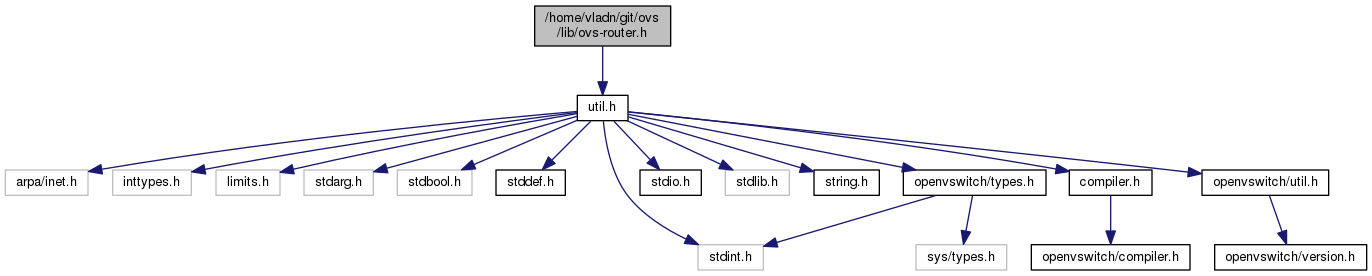 /home/vladn/git/ovs
/lib/ovs-router.h
util.h
arpa/inet.h
inttypes.h
limits.h
stdarg.h
stdbool.h
stddef.h
stdio.h
stdlib.h
string.h
openvswitch/types.h
compiler.h
openvswitch/util.h
stdint.h
sys/types.h
openvswitch/compiler.h
openvswitch/version.h